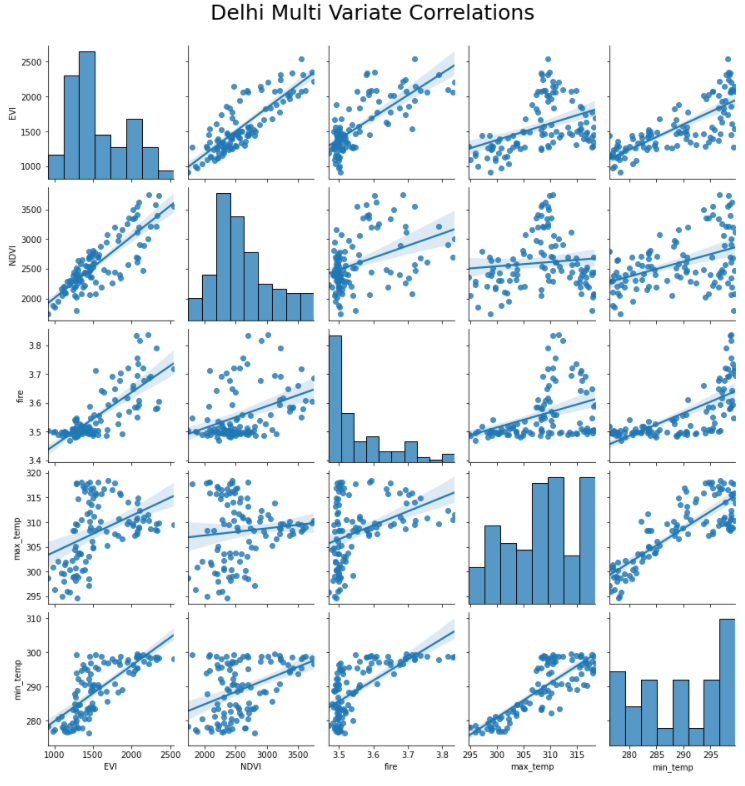 Delhi Multi Variate Correlations
2500
2000
1500
1000
EVI
3500
3000
2500
2000
NDVI
3.8
3.7
3.6
3.5
3.4
fire
320
315
310
305
300
295
max_temp
310
300
290
280
min_temp
1000 1500 2000 2500
EVI
2000 2500 3000 3500
NDVI
3.5 3.6 3.7 3.8
fire
295 300 305 310 315
max_temp
280 285 290 295
min_temp